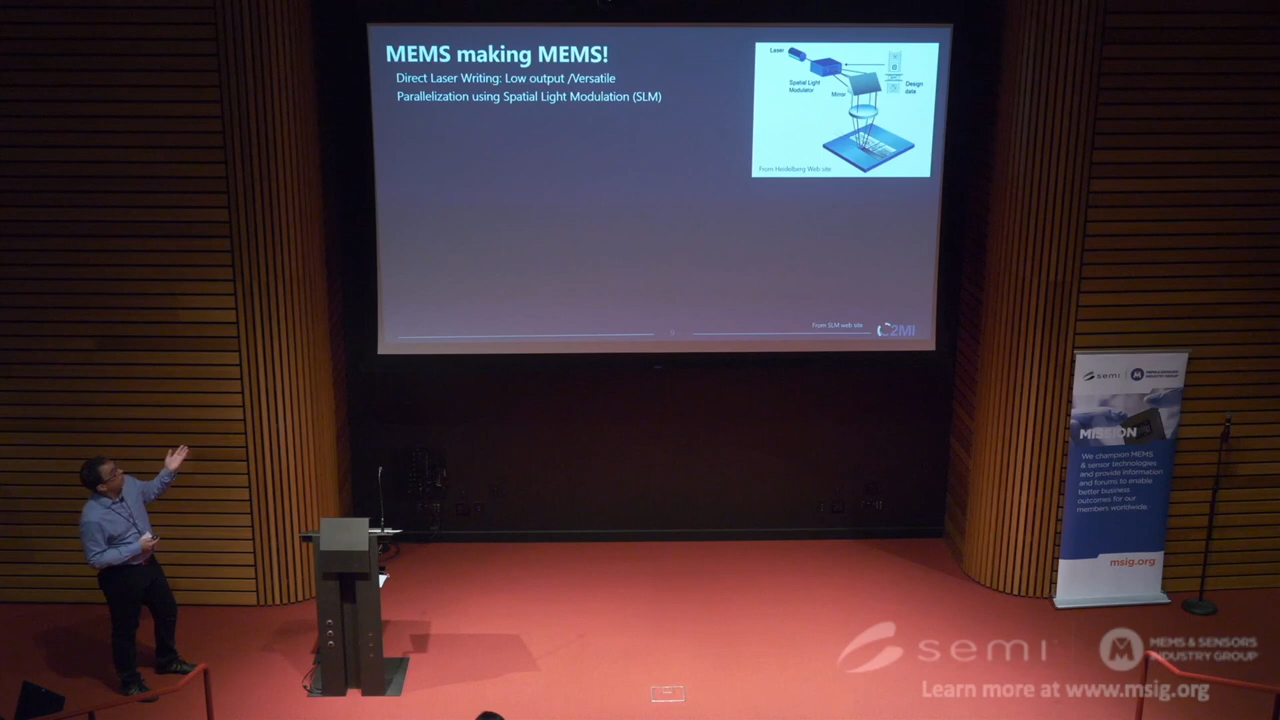 MEMS making MEMS!
Direct Laser Writing: Low output /Versatile
Parallelization using Spatial Light Modulation (SLM)
Laser
Spatial Light
Modulator
Mirror
Design
data
From Heidelberg Web site
From SLM web site
C2MI
semi
MEMS & SENSORS
INDUSTRY GROUP
MISSION
We champion MEMS
& sensor technologies
and provide information
and forums to enable
better business
outcomes for our
members worldwide.
msig.org
semi
MEMS & SENSORS
INDUSTRY GROUP
Learn more at www.msig.org